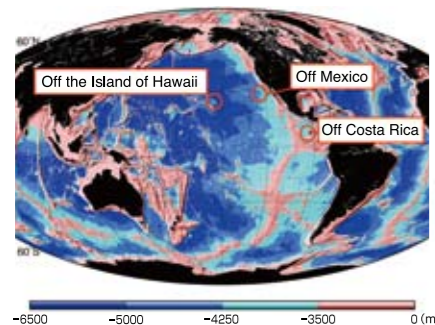 60°N
Off the Island of Hawaii
Off Mexico
Off Costa Rica
60°S
−6500 −5000 −4250 −3500 0 (m